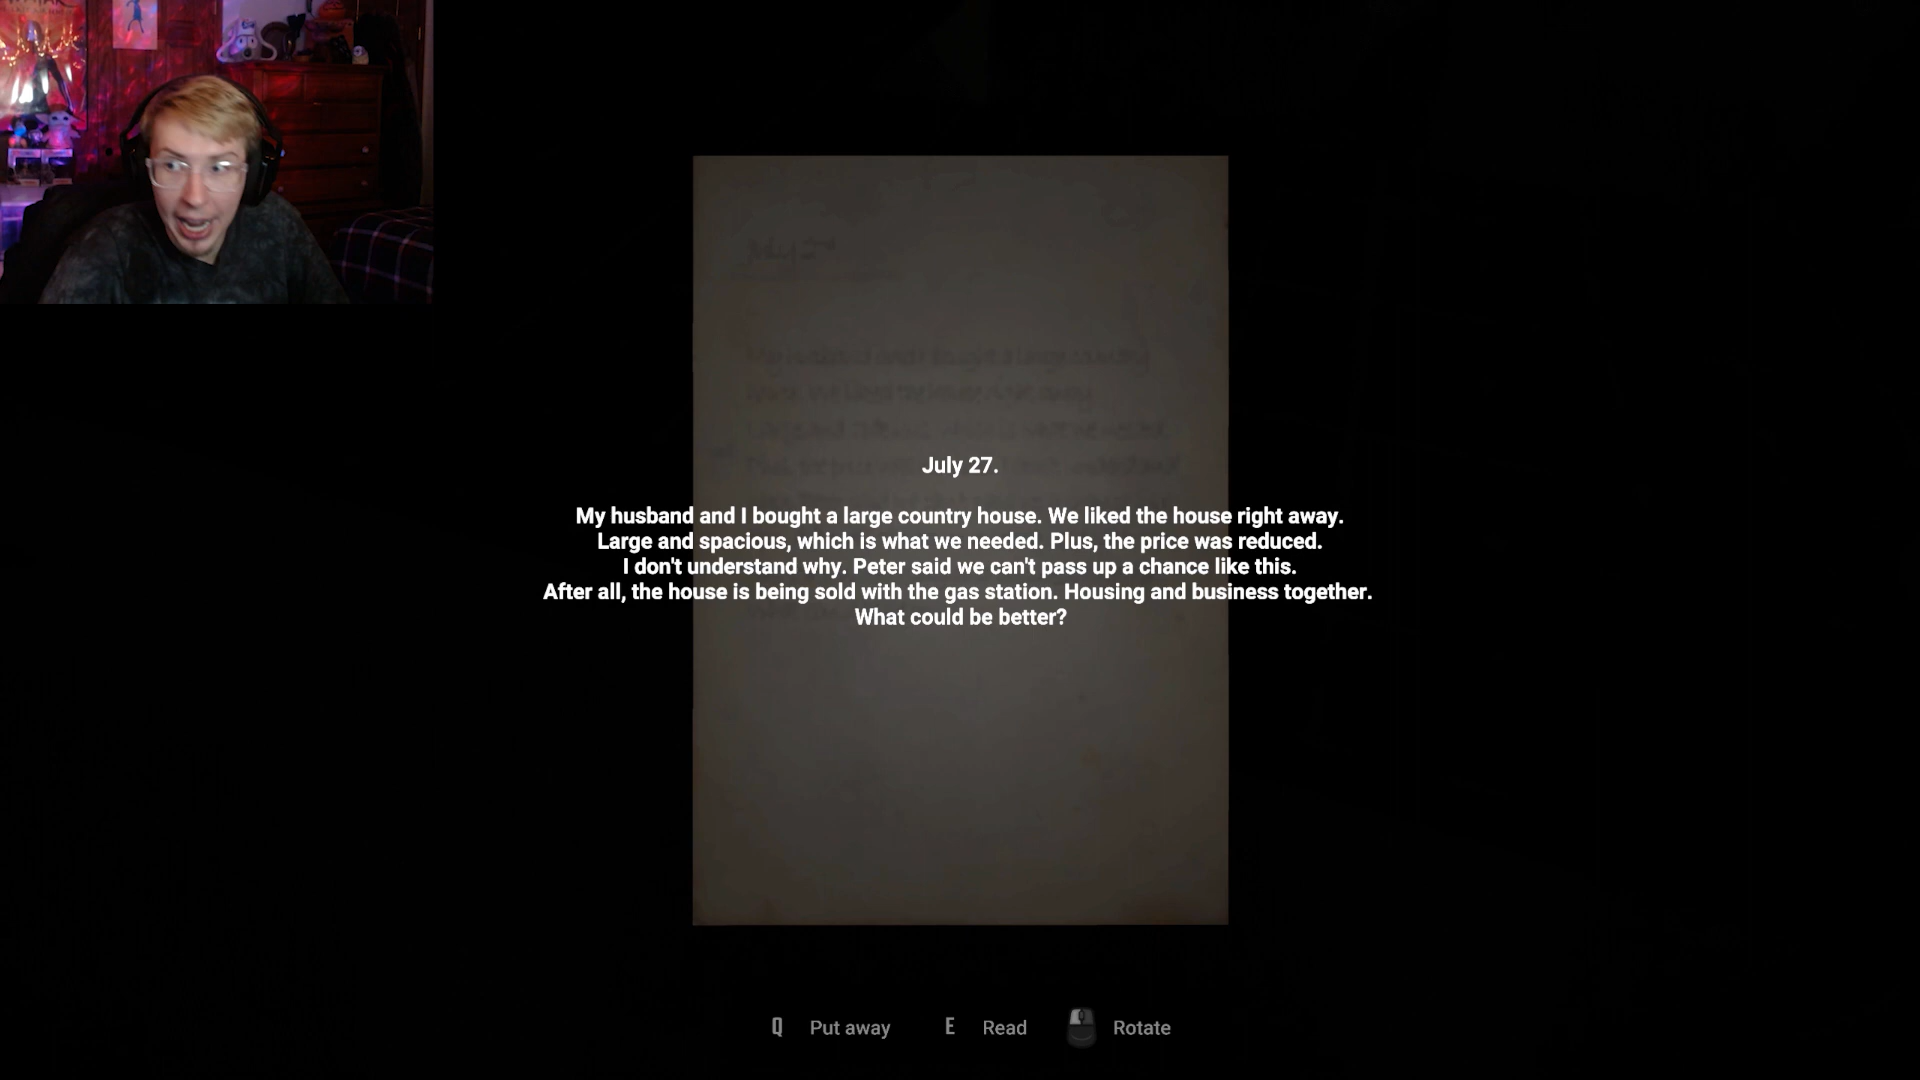 July 27.
My husband and I bought a large country house. We liked the house right away.
Large and spacious, which is what we needed. Plus, the price was reduced.
I don't understand why. Peter said we can't pass up a chance like this.
After all, the house is being sold with the gas station. Housing and business together.
What could be better?
Q Put away E Read Rotate